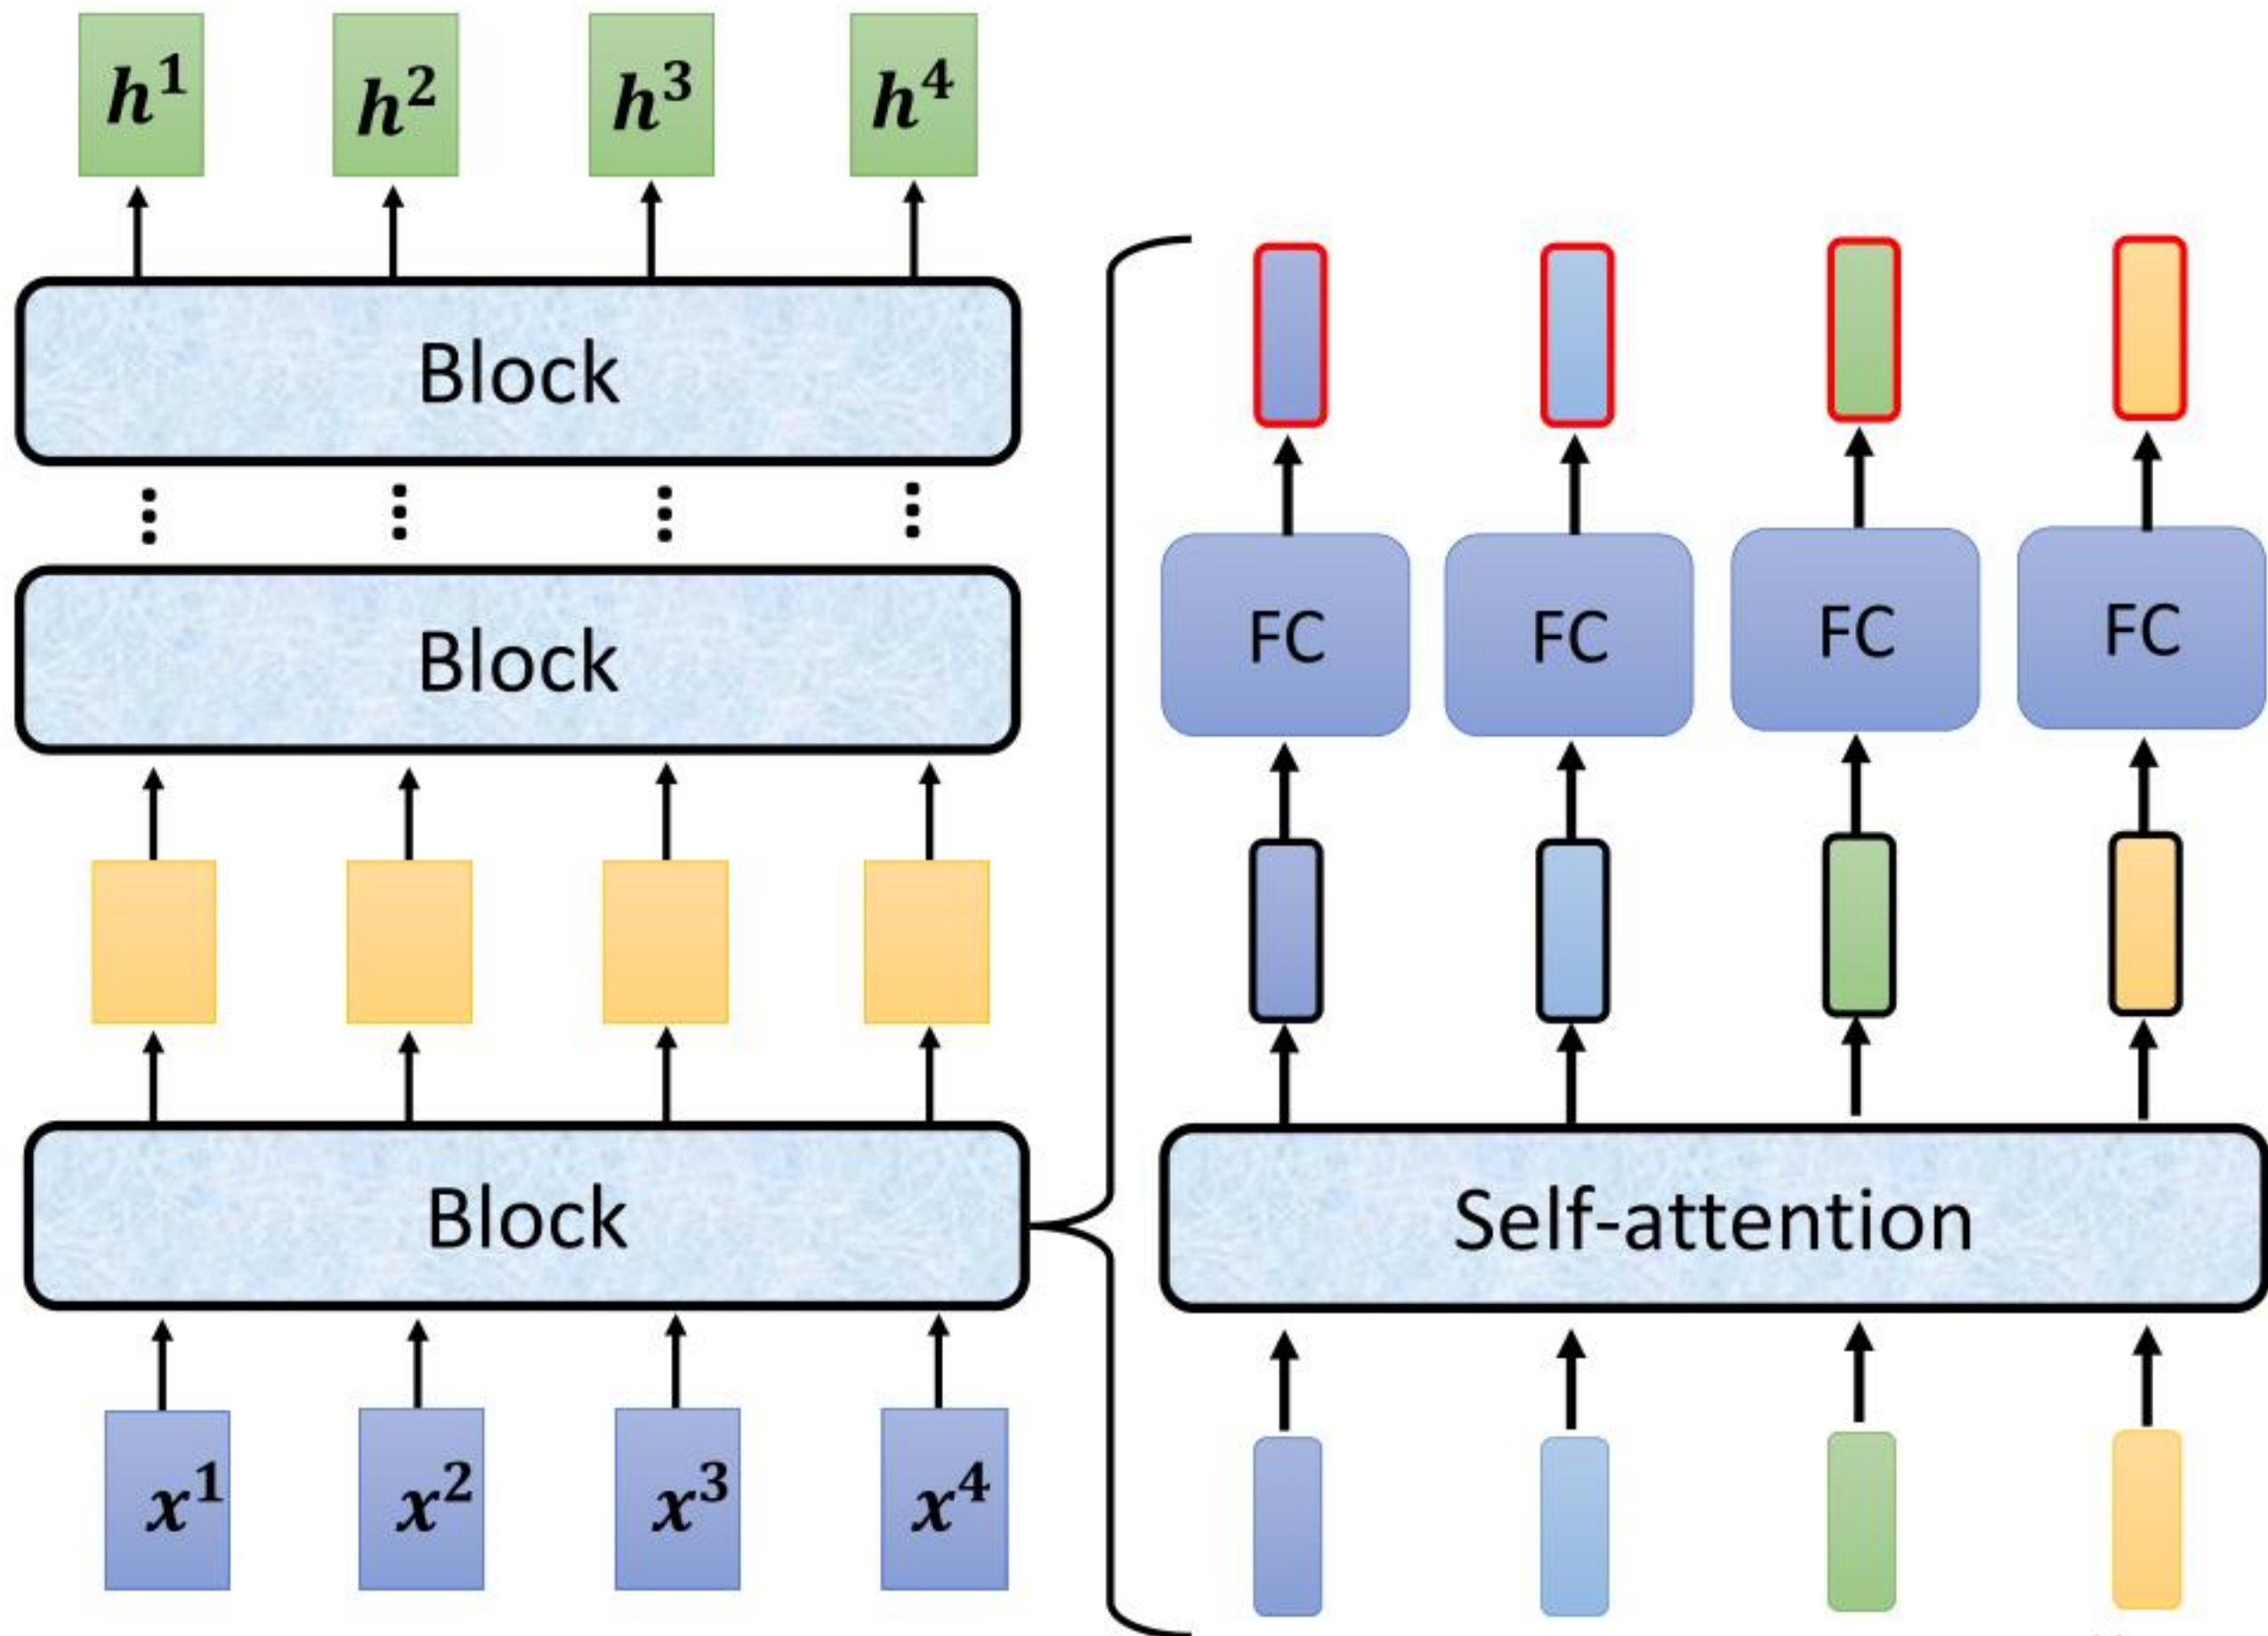 h¹ h² h³ h⁴
Block
Block
Block
x¹ x² x³ x⁴
FC FC FC FC
Self-attention